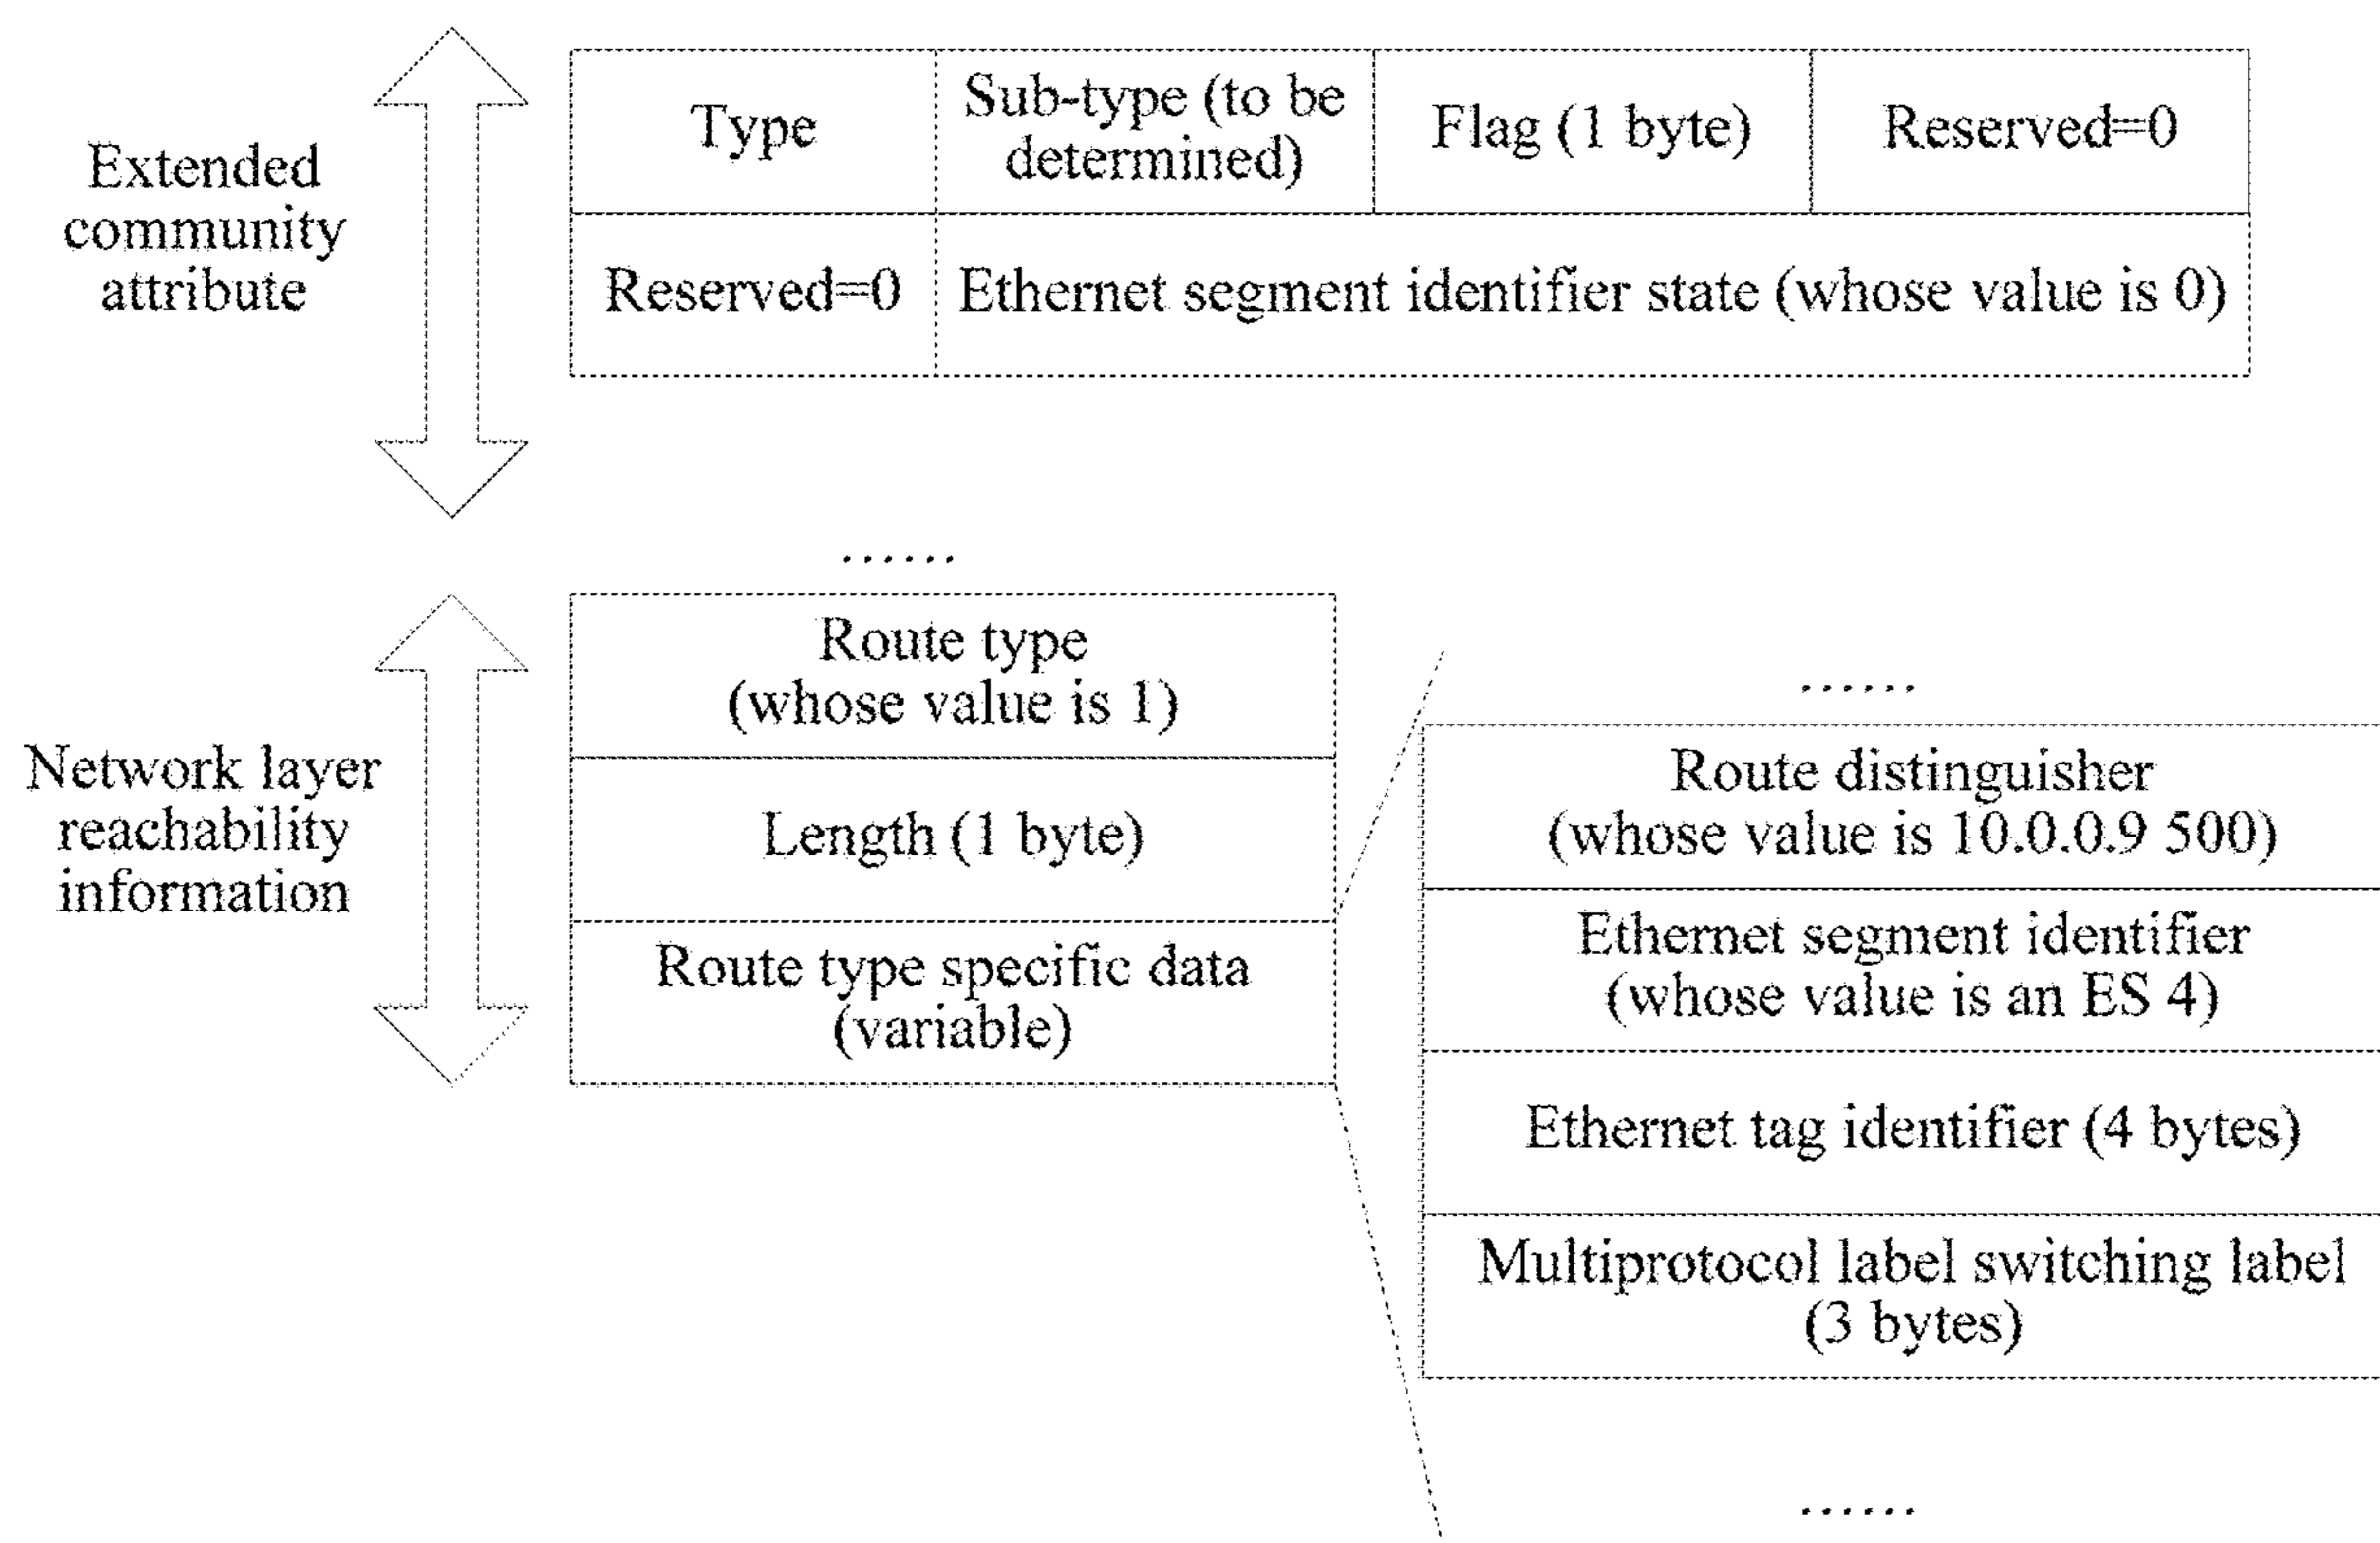 Extended
community
attribute
Type
Sub-type (to be
determined)
Flag (1 byte)
Reserved=0
Reserved=0
Ethernet segment identifier state (whose value is 0)
......
Network layer
reachability
information
Route type
(whose value is 1)
Length (1 byte)
Route type specific data
(variable)
......
Route distinguisher
(whose value is 10.0.0.9 500)
Ethernet segment identifier
(whose value is an ES 4)
Ethernet tag identifier (4 bytes)
Multiprotocol label switching label
(3 bytes)
......